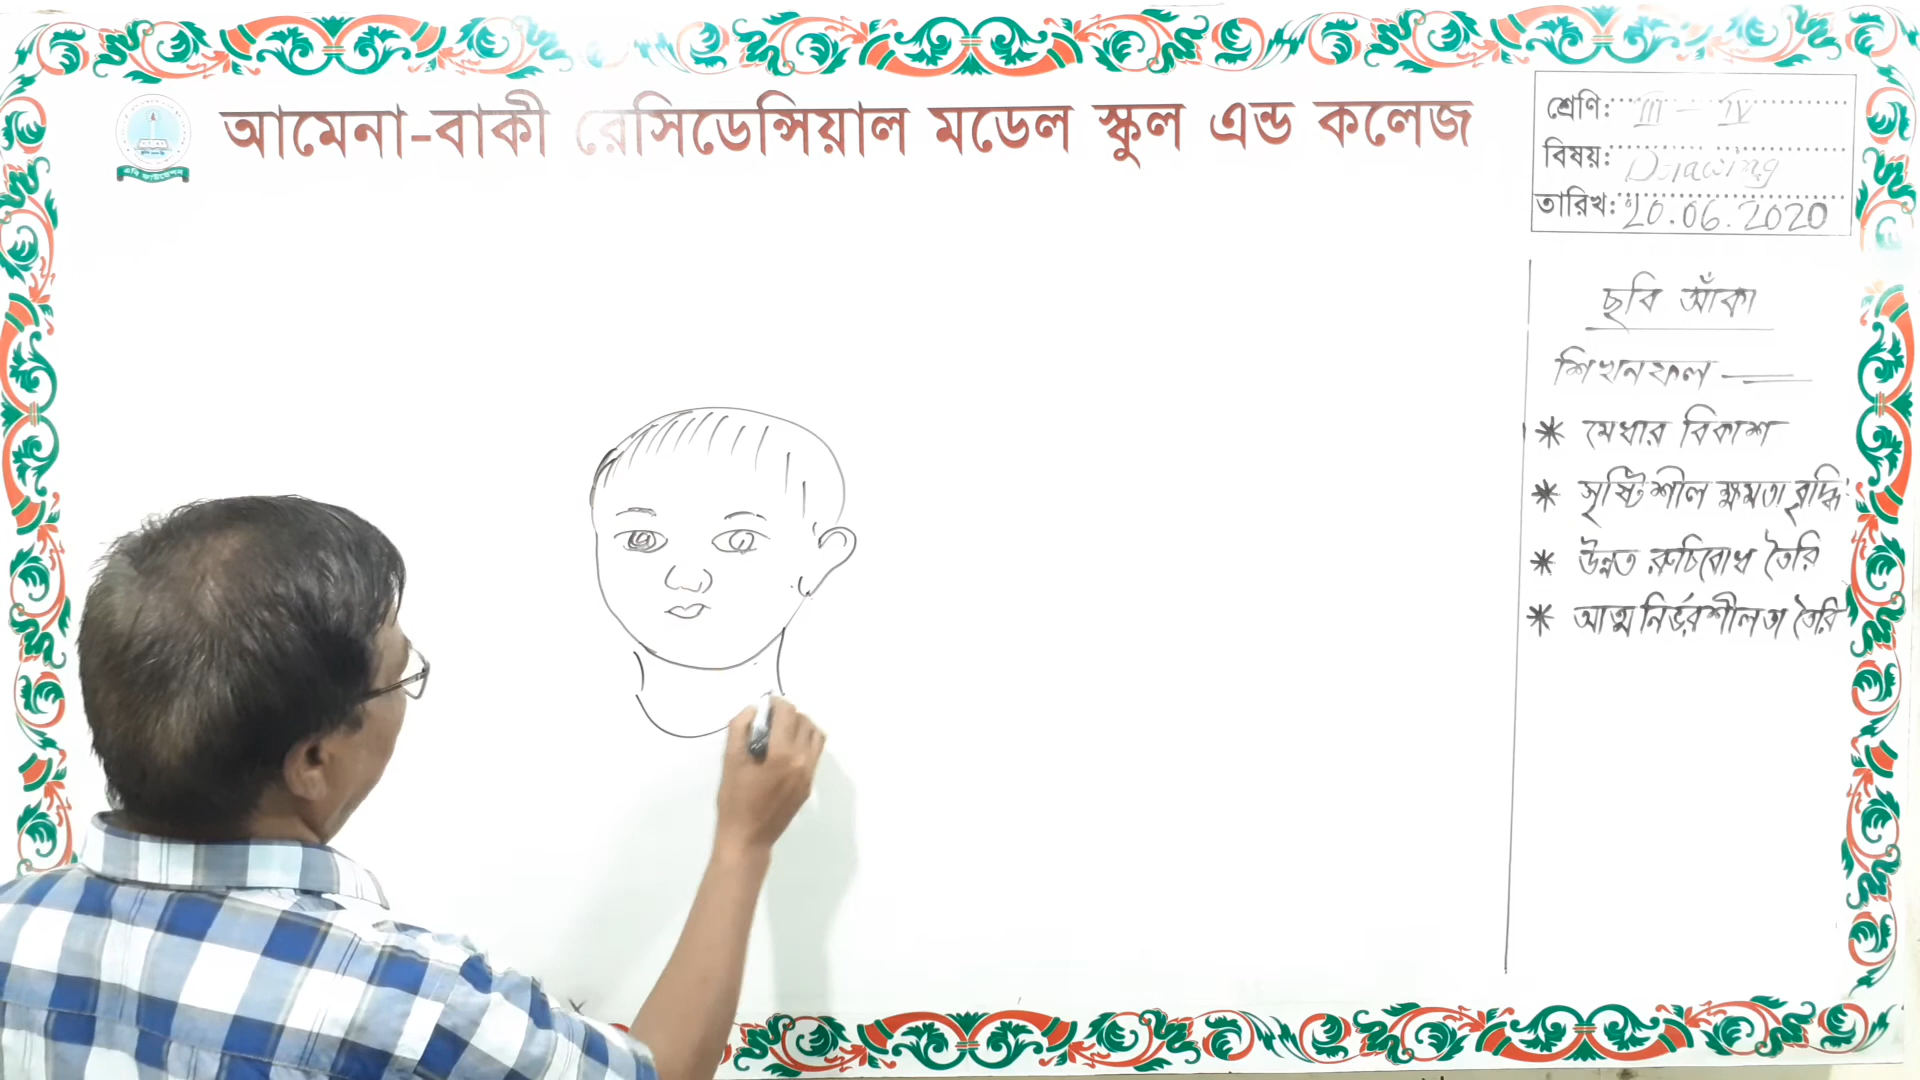 আমেনা-বাকী রেসিডেন্সিয়াল মডেল স্কুল এন্ড কলেজ
শ্রেণি: III - IV
বিষয়: Drawing
তারিখ: 20.06.2020
ছবি আঁকা
শিখনফল
* মেধার বিকাশ
* সৃষ্টিশীল ক্ষমতা বৃদ্ধি
* উন্নত রুচিবোধ তৈরি
* আত্মনির্ভরশীলতা তৈরি